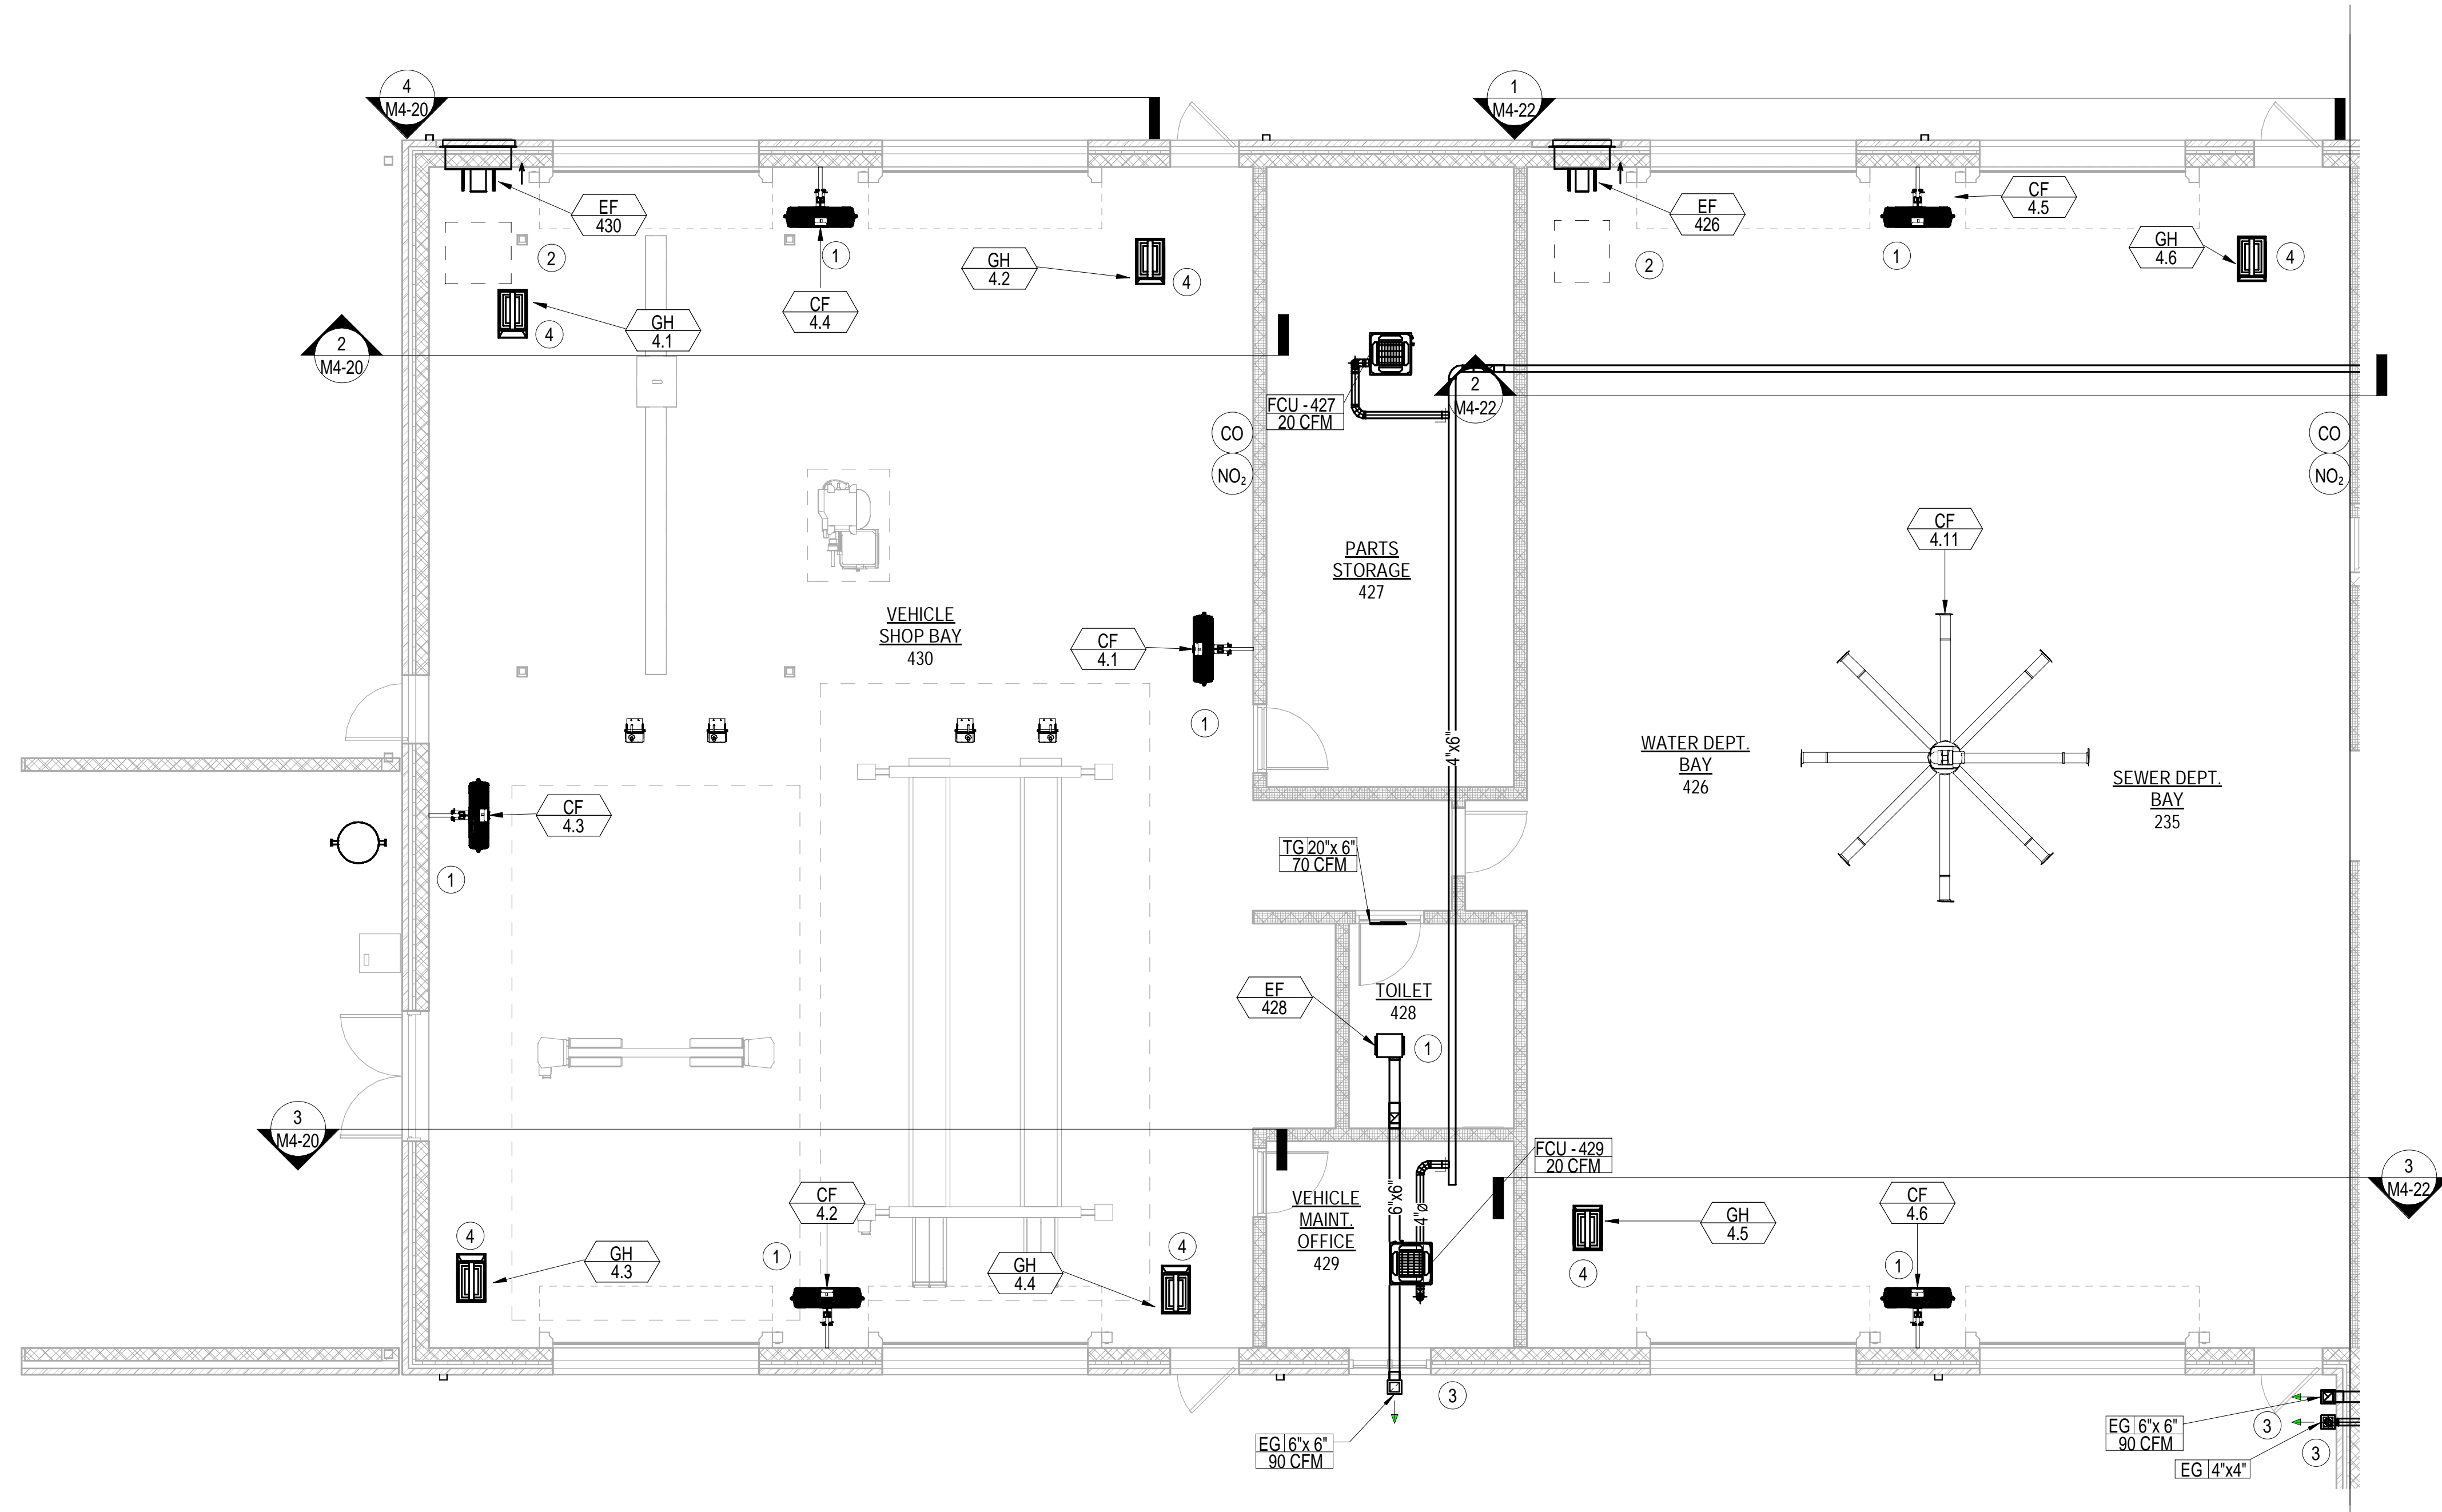 4
M4-20
1
M4-22
EF
430
CF
4.5
EF
426
2
1
GH
4.2
4
2
1
GH
4.6
4
CF
4.4
GH
4.1
4
2
M4-20
2
M4-22
FCU - 427
20 CFM
CO
NO₂
CO
NO₂
CF
4.11
PARTS
STORAGE
427
VEHICLE
SHOP BAY
430
CF
4.1
1
4"x6"
WATER DEPT.
BAY
426
SEWER DEPT.
BAY
235
H
CF
4.3
1
TG 20"x 6"
70 CFM
EF
428
TOILET
428
1
3
M4-20
FCU - 429
20 CFM
3
M4-22
CF
4.2
VEHICLE
MAINT.
OFFICE
429
6"x6"
4"ø
GH
4.5
4
CF
4.6
1
4
GH
4.3
1
GH
4.4
4
3
EG 6"x 6"
90 CFM
EG 6"x 6"
90 CFM
3
3
EG 4"x4"